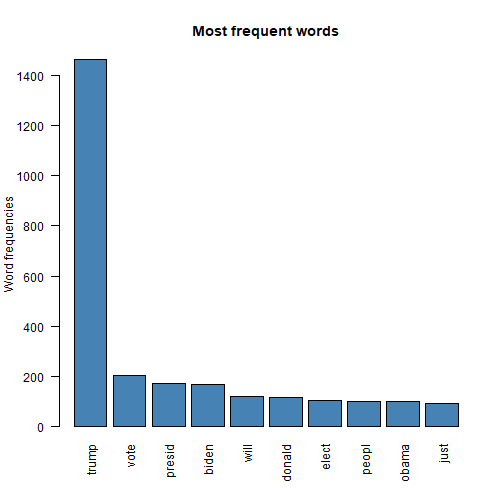 Most frequent words
Word frequencies
1400
1200
1000
800
600
400
200
0
trump
vote
presid
biden
will
donald
elect
peopl
obama
just